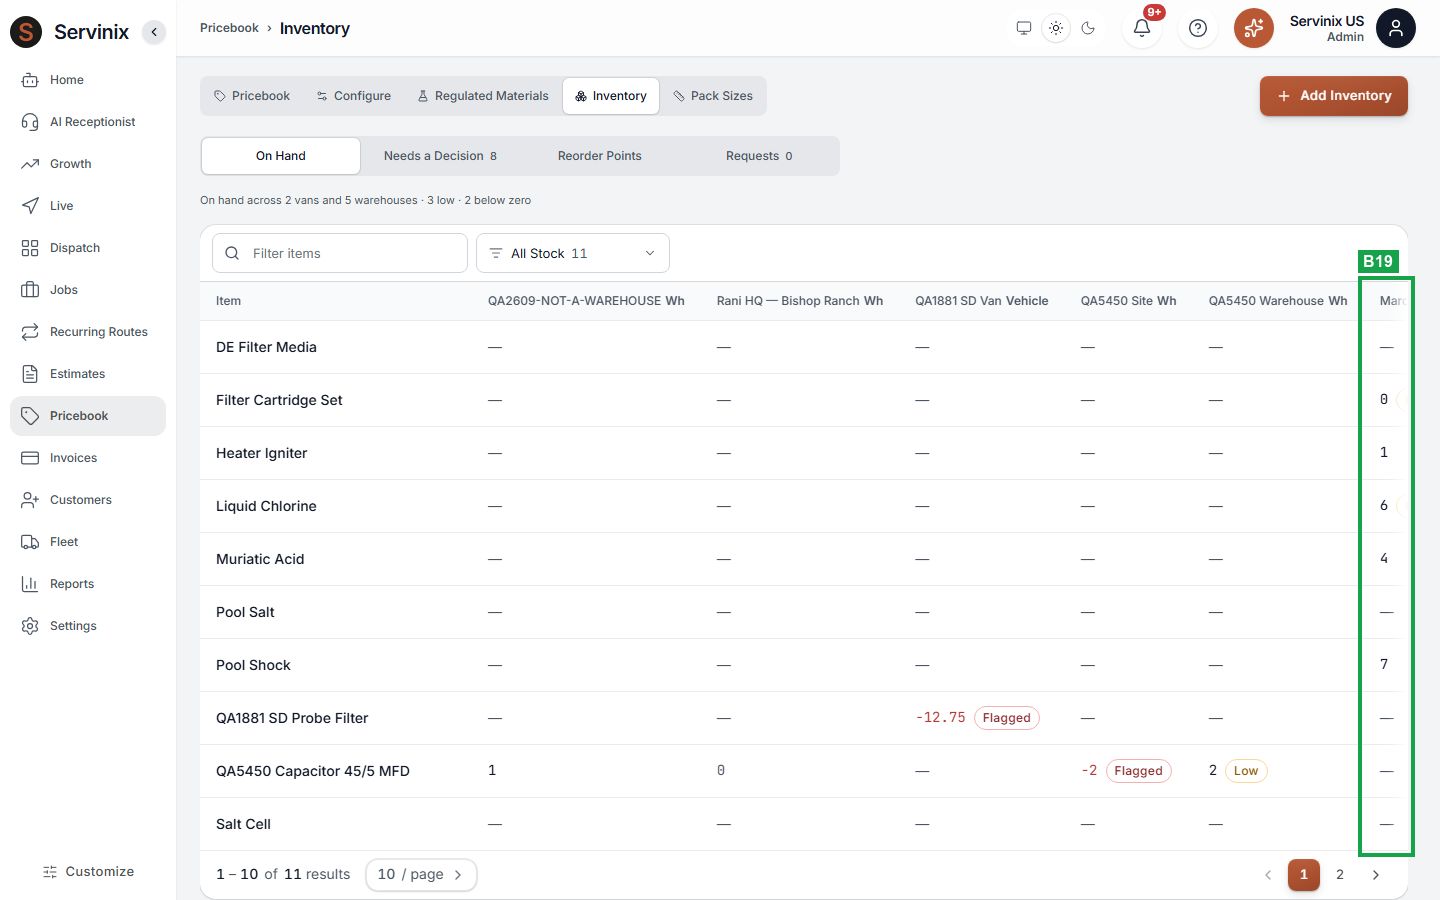 Servinix
Home
AI Receptionist
Growth
Live
Dispatch
Jobs
Recurring Routes
Estimates
Pricebook
Invoices
Customers
Fleet
Reports
Settings
Customize
Pricebook › Inventory
9+
Servinix US
Admin
Pricebook Configure Regulated Materials Inventory Pack Sizes
+ Add Inventory
On Hand Needs a Decision 8 Reorder Points Requests 0
On hand across 2 vans and 5 warehouses · 3 low · 2 below zero
Filter items All Stock 11
B19
Item QA2609-NOT-A-WAREHOUSE Wh Rani HQ — Bishop Ranch Wh QA1881 SD Van Vehicle QA5450 Site Wh QA5450 Warehouse Wh
DE Filter Media — — — — — —
Filter Cartridge Set — — — — — 0
Heater Igniter — — — — — 1
Liquid Chlorine — — — — — 6
Muriatic Acid — — — — — 4
Pool Salt — — — — — —
Pool Shock — — — — — 7
QA1881 SD Probe Filter — — -12.75 Flagged — — —
QA5450 Capacitor 45/5 MFD 1 0 — -2 Flagged 2 Low —
Salt Cell — — — — — —
1 – 10 of 11 results 10 / page 1 2